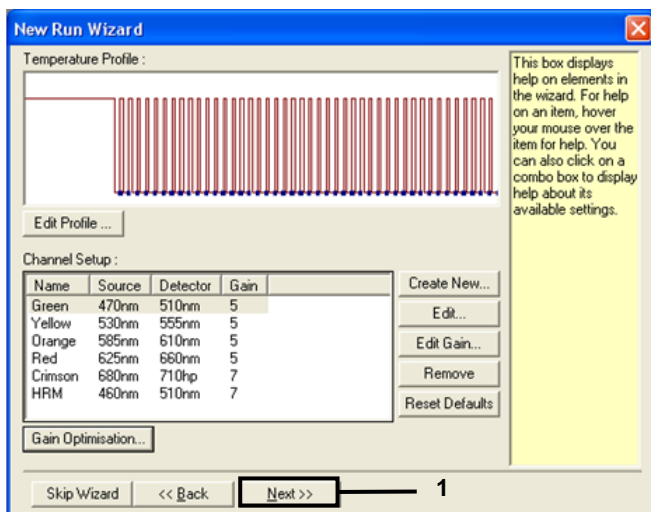 New Run Wizard
Temperature Profile :
Edit Profile ...
Channel Setup :
Name Source Detector Gain
Green 470nm 510nm 5
Yellow 530nm 555nm 5
Orange 585nm 610nm 5
Red 625nm 660nm 5
Crimson 680nm 710hp 7
HRM 460nm 510nm 7
Create New...
Edit...
Edit Gain...
Remove
Reset Defaults
Gain Optimisation...
This box displays
help on elements in
the wizard. For help
on an item, hover
your mouse over the
item for help. You
can also click on a
combo box to display
help about its
available settings.
Skip Wizard << Back Next >> 1